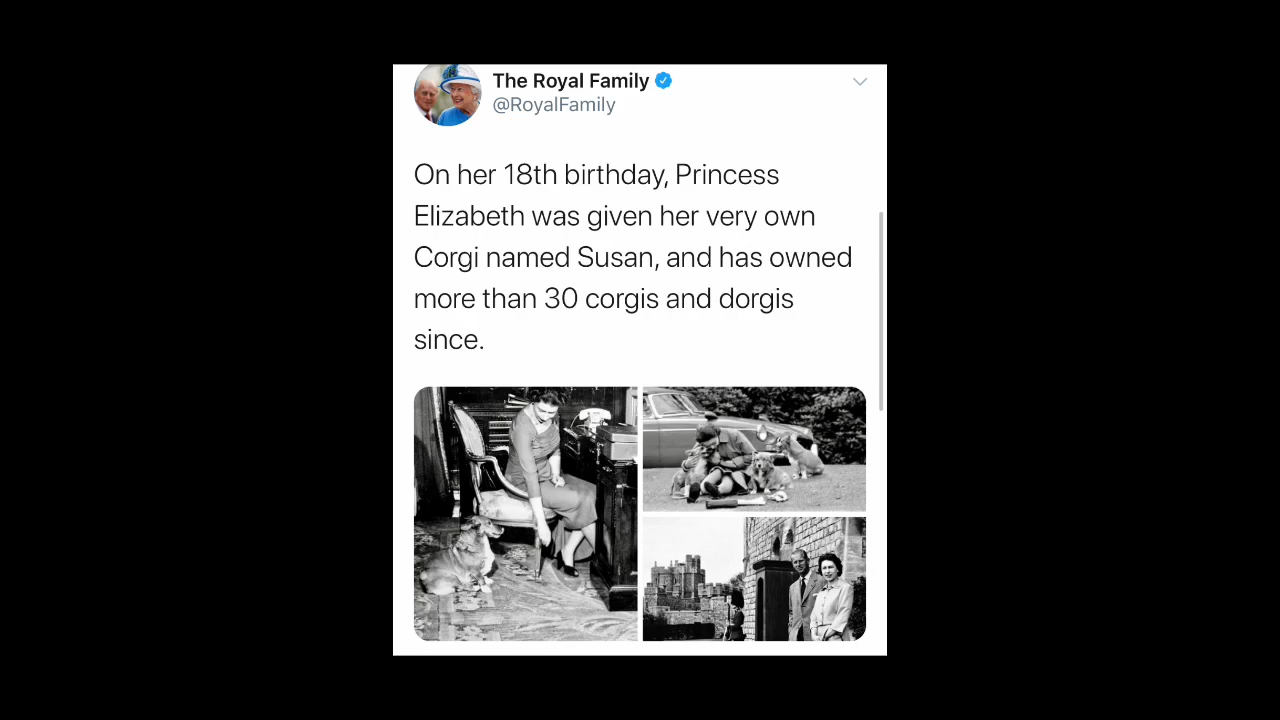 The Royal Family
@RoyalFamily
On her 18th birthday, Princess
Elizabeth was given her very own
Corgi named Susan, and has owned
more than 30 corgis and dorgis
since.